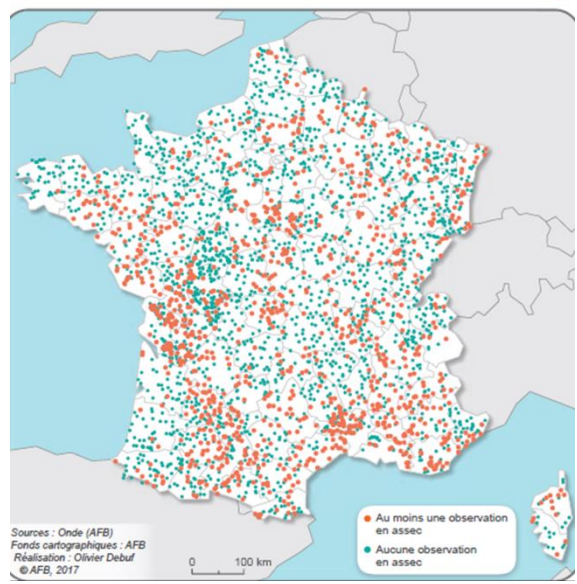 Au moins une observation
en assec
Aucune observation
en assec
Sources : Onde (AFB)
Fonds cartographiques : AFB
Réalisation : Olivier Debuf
© AFB, 2017
0 100 km